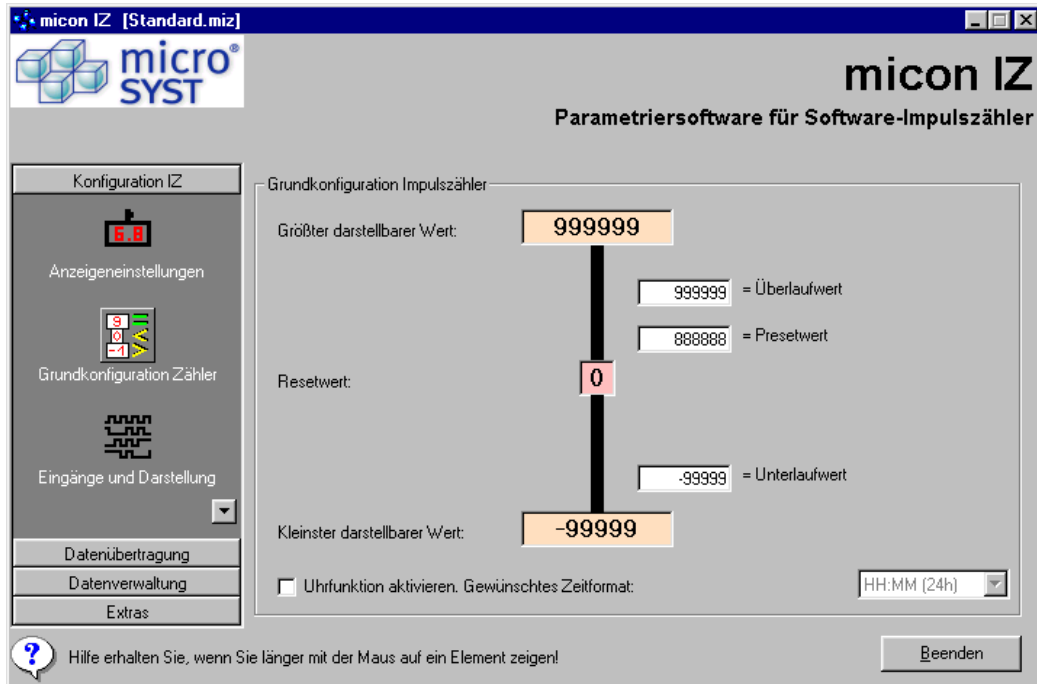 micon IZ [Standard.miz]
micro®
SYST
micon IZ
Parametriersoftware für Software-Impulszähler
Konfiguration IZ
6.8
Anzeigeneinstellungen
9
0
-1
Grundkonfiguration Zähler
Eingänge und Darstellung
Datenübertragung
Datenverwaltung
Extras
Grundkonfiguration Impulszähler
Größter darstellbarer Wert: 999999
999999 = Überlaufwert
888888 = Presetwert
Resetwert: 0
-99999 = Unterlaufwert
Kleinster darstellbarer Wert: -99999
Uhrfunktion aktivieren. Gewünschtes Zeitformat: HH:MM (24h)
? Hilfe erhalten Sie, wenn Sie länger mit der Maus auf ein Element zeigen!
Beenden